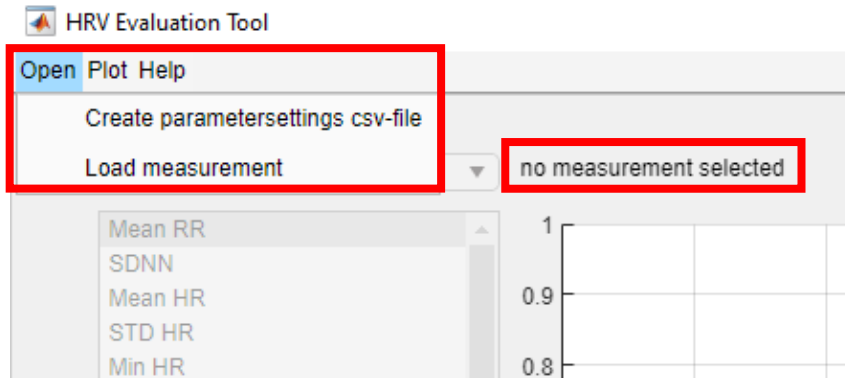 HRV Evaluation Tool
Open Plot Help
Create parametersettings csv-file
Load measurement
no measurement selected
Mean RR
SDNN
Mean HR
STD HR
Min HR
1
0.9
0.8